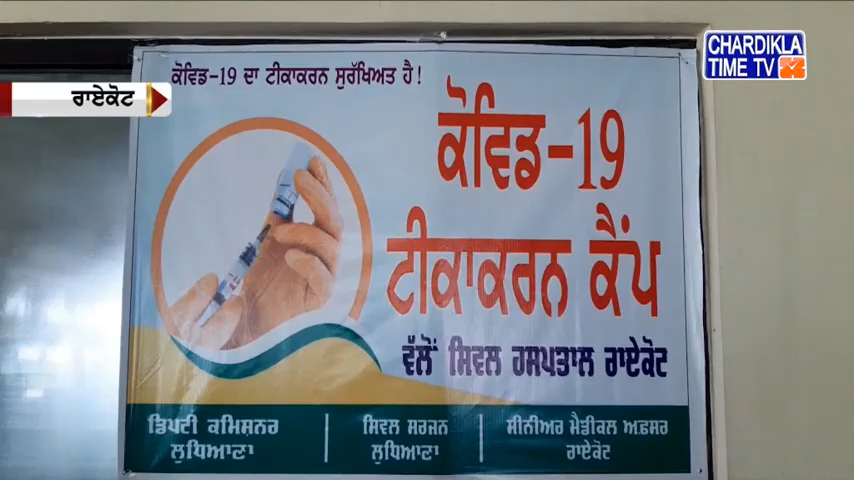 CHARDIKLA
TIME TV
ਰਾਏਕੋਟ
ਕੋਵਿਡ-19 ਦਾ ਟੀਕਾਕਰਨ ਸੁਰੱਖਿਅਤ ਹੈ!
ਕੋਵਿਡ-19
ਟੀਕਾਕਰਨ ਕੈਂਪ
ਵੱਲੋਂ ਸਿਵਲ ਹਸਪਤਾਲ ਰਾਏਕੋਟ
ਡਿਪਟੀ ਕਮਿਸ਼ਨਰ
ਲੁਧਿਆਣਾ
ਸਿਵਲ ਸਰਜਨ
ਲੁਧਿਆਣਾ
ਸੀਨੀਅਰ ਮੈਡੀਕਲ ਅਫ਼ਸਰ
ਰਾਏਕੋਟ